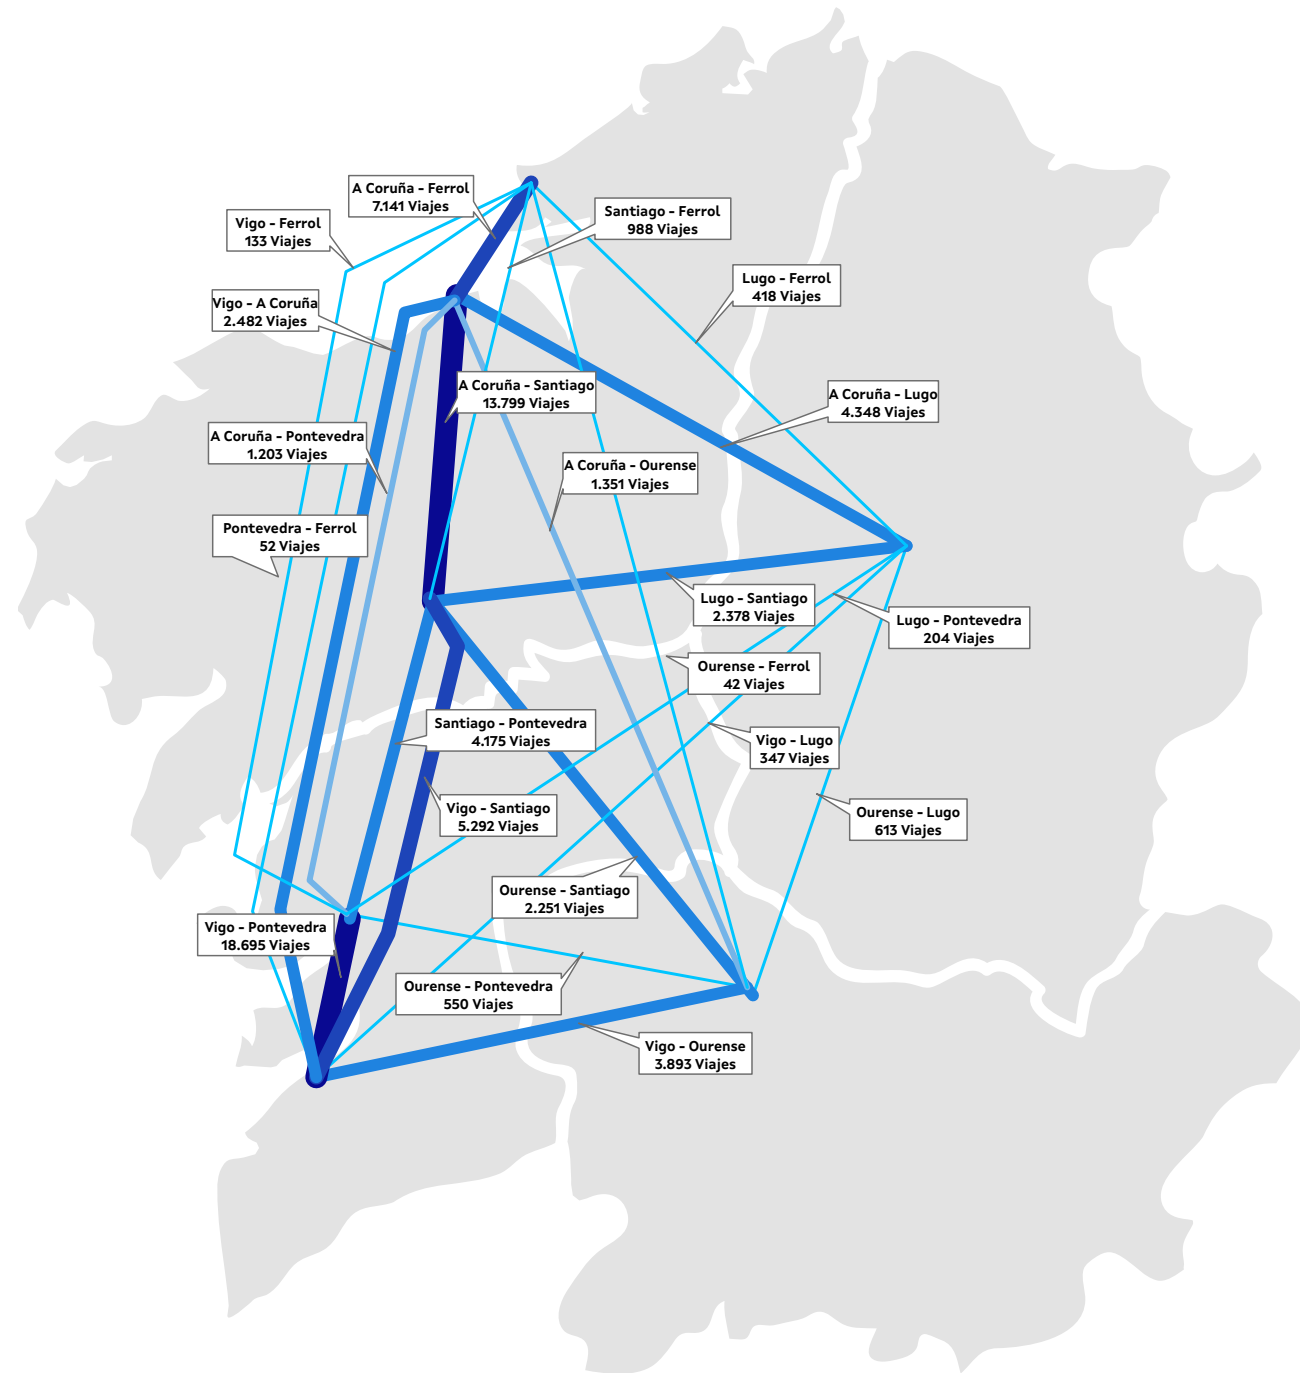 A Coruña - Ferrol
7.141 Viajes
Santiago - Ferrol
988 Viajes
Vigo - Ferrol
133 Viajes
Lugo - Ferrol
418 Viajes
Vigo - A Coruña
2.482 Viajes
A Coruña - Santiago
13.799 Viajes
A Coruña - Lugo
4.348 Viajes
A Coruña - Pontevedra
1.203 Viajes
A Coruña - Ourense
1.351 Viajes
Pontevedra - Ferrol
52 Viajes
Lugo - Santiago
2.378 Viajes
Lugo - Pontevedra
204 Viajes
Ourense - Ferrol
42 Viajes
Santiago - Pontevedra
4.175 Viajes
Vigo - Lugo
347 Viajes
Vigo - Santiago
5.292 Viajes
Ourense - Lugo
613 Viajes
Ourense - Santiago
2.251 Viajes
Vigo - Pontevedra
18.695 Viajes
Ourense - Pontevedra
550 Viajes
Vigo - Ourense
3.893 Viajes